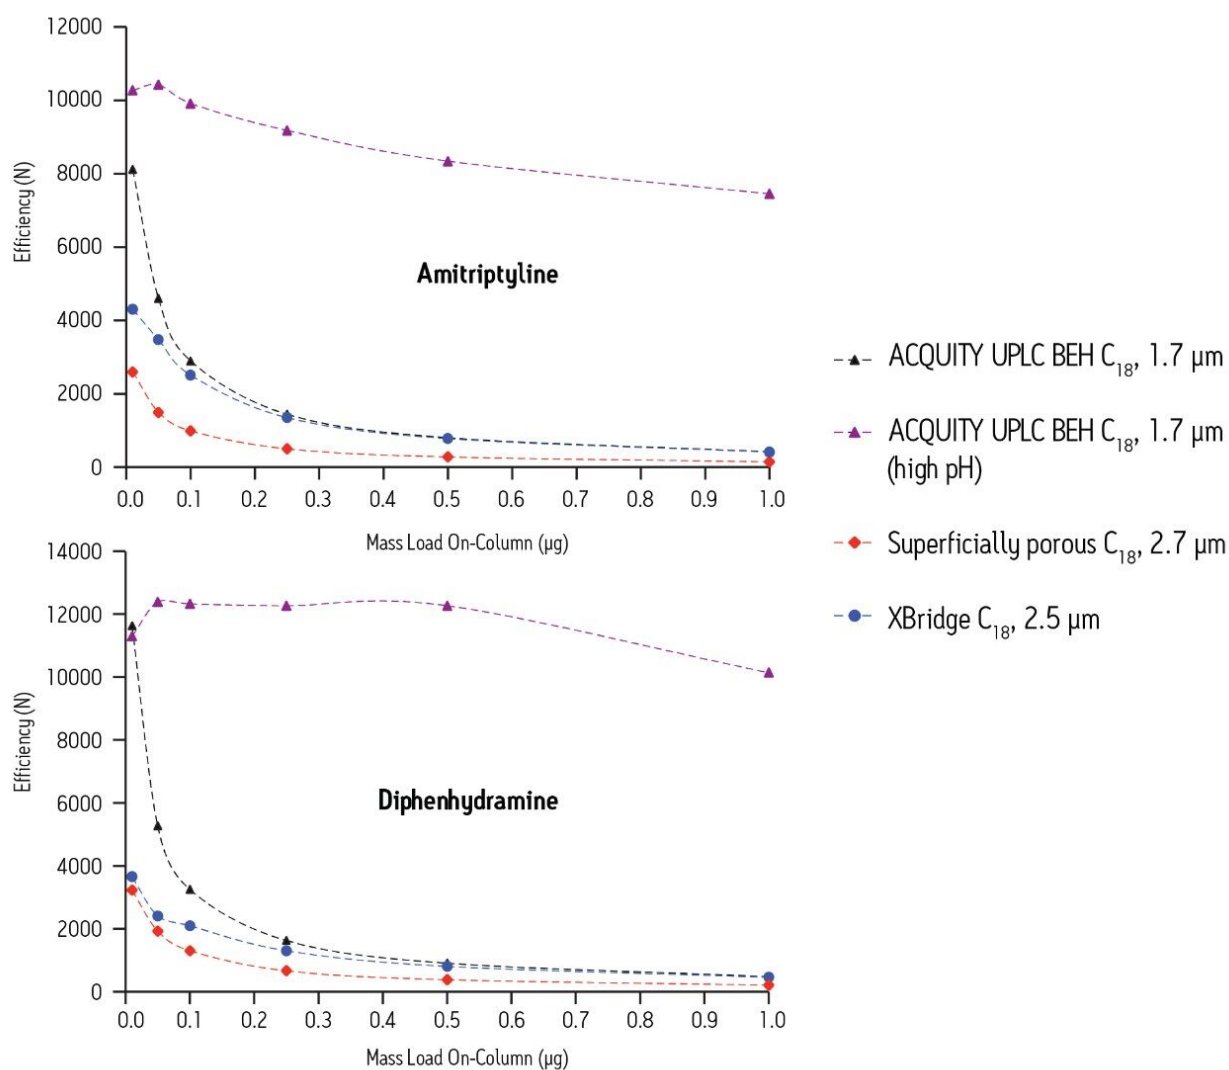 12000
10000
8000
6000
4000
2000
0
Efficiency (N)
Amitriptyline
0.0 0.1 0.2 0.3 0.4 0.5 0.6 0.7 0.8 0.9 1.0
Mass Load On-Column (µg)
14000
12000
10000
8000
6000
4000
2000
0
Efficiency (N)
Diphenhydramine
0.0 0.1 0.2 0.3 0.4 0.5 0.6 0.7 0.8 0.9 1.0
Mass Load On-Column (µg)
ACQUITY UPLC BEH C18, 1.7 µm
ACQUITY UPLC BEH C18, 1.7 µm
(high pH)
Superficially porous C18, 2.7 µm
XBridge C18, 2.5 µm